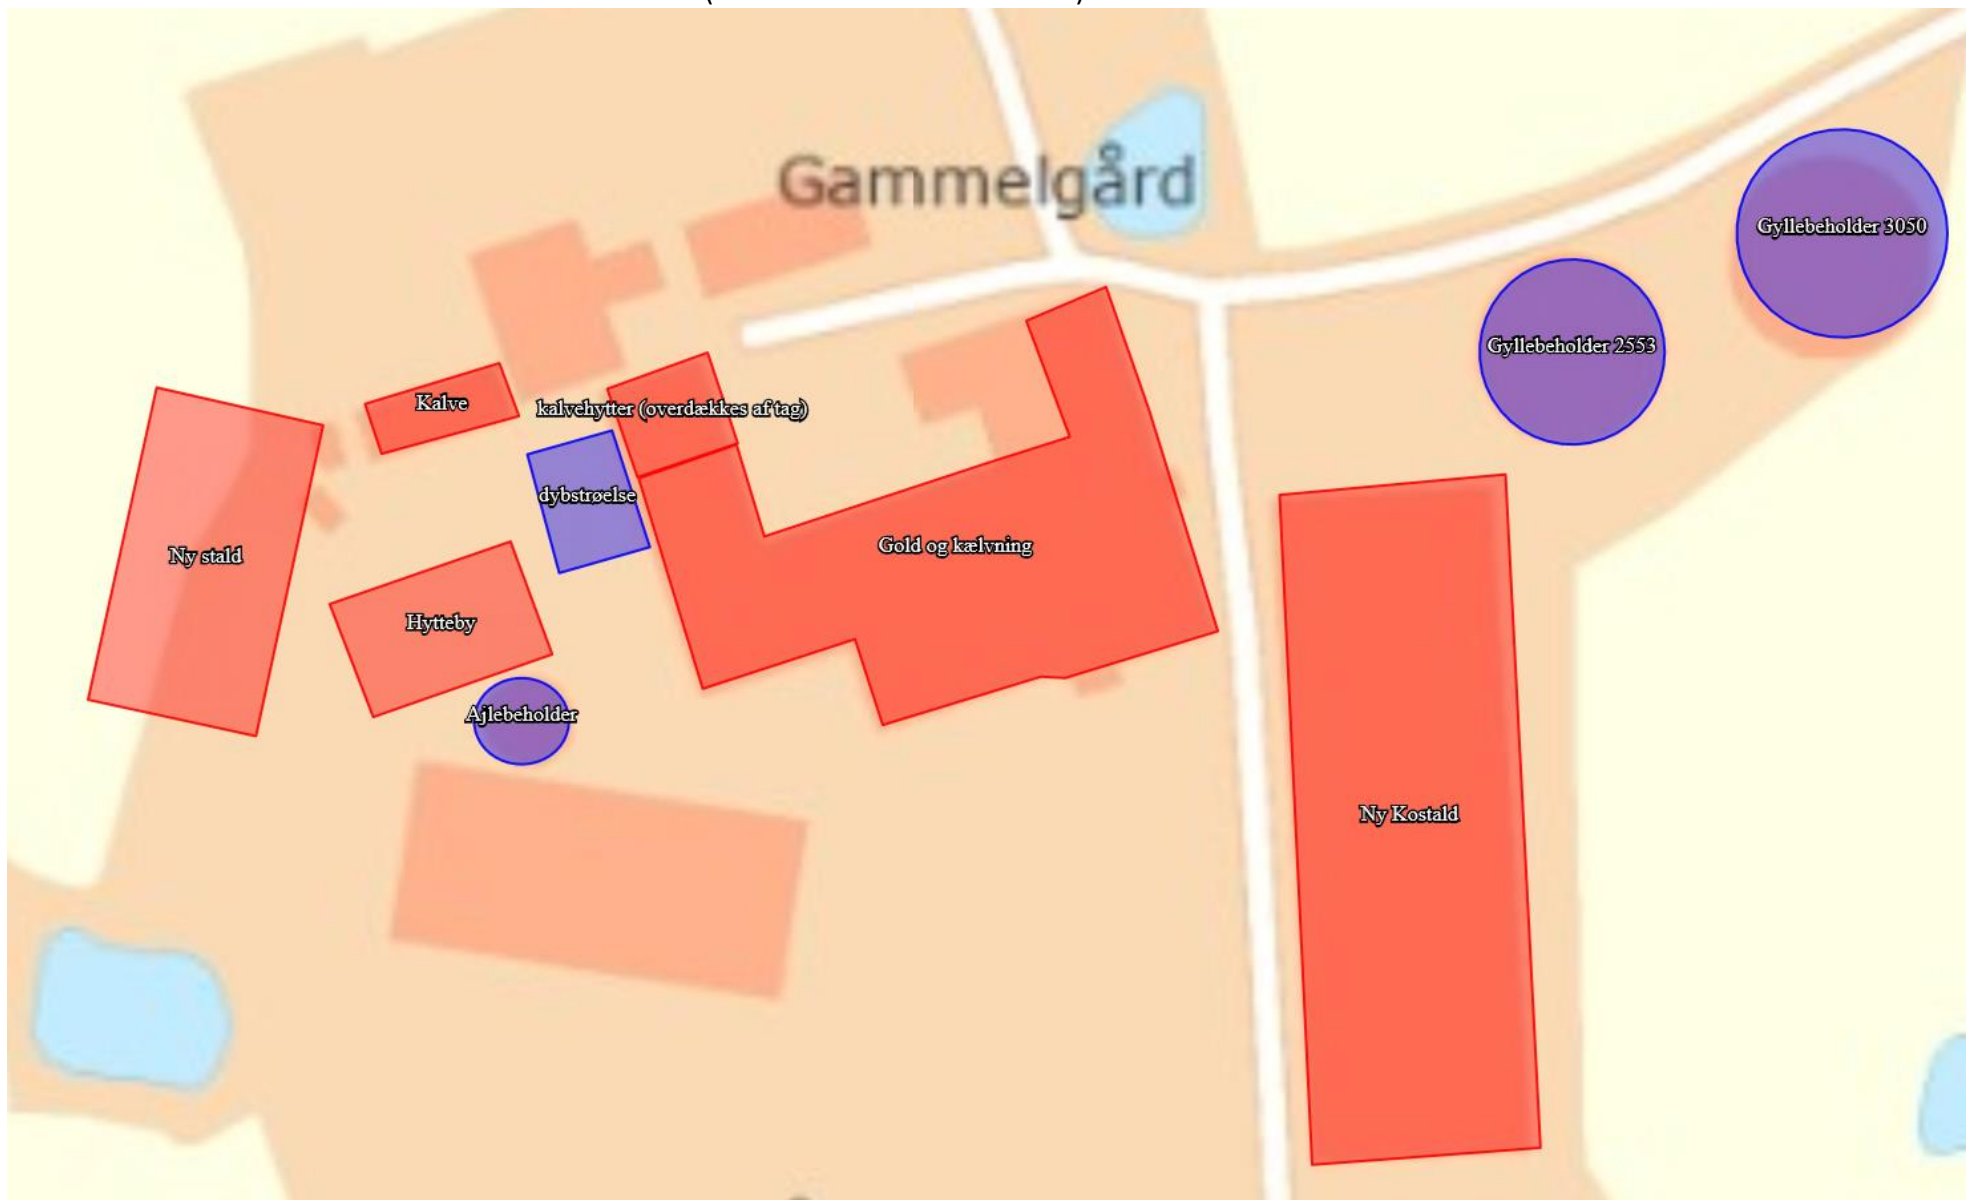 Gammelgård
Gyllebeholder 3050
Gyllebeholder 2553
Kalve
kalvehytter (overdækkes af tag)
dybstrøelse
Gold og kælvning
Ny stald
Hytteby
Ajlebeholder
Ny Kostald